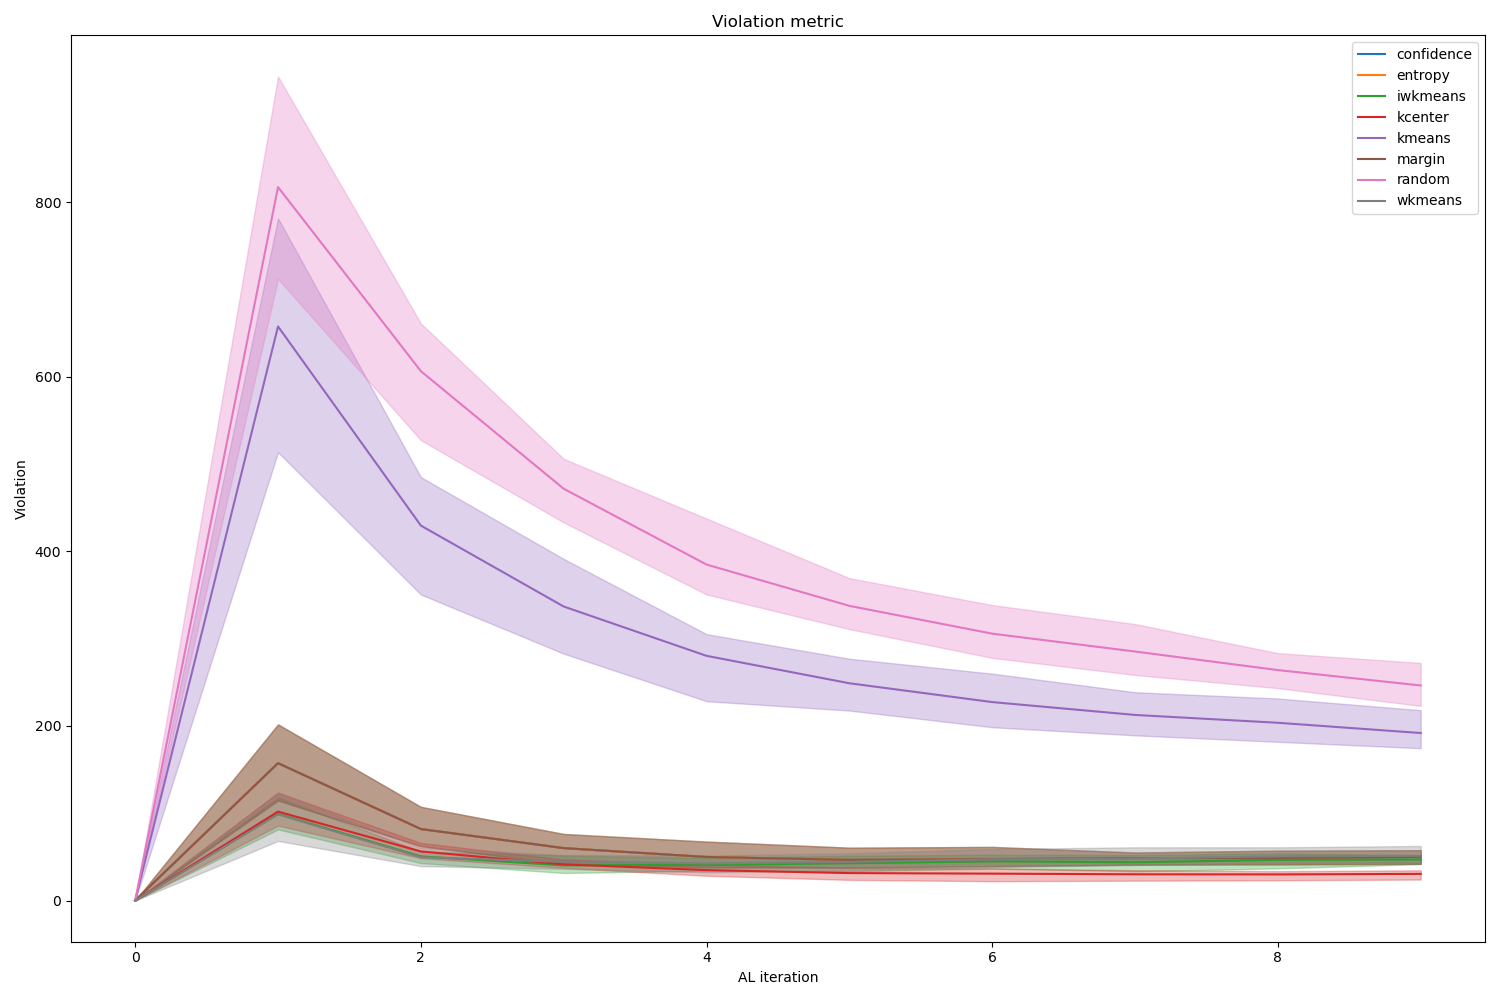 Violation metric
confidence
entropy
iwkmeans
kcenter
kmeans
margin
random
wkmeans
Violation
800
600
400
200
0
0 2 4 6 8
AL iteration